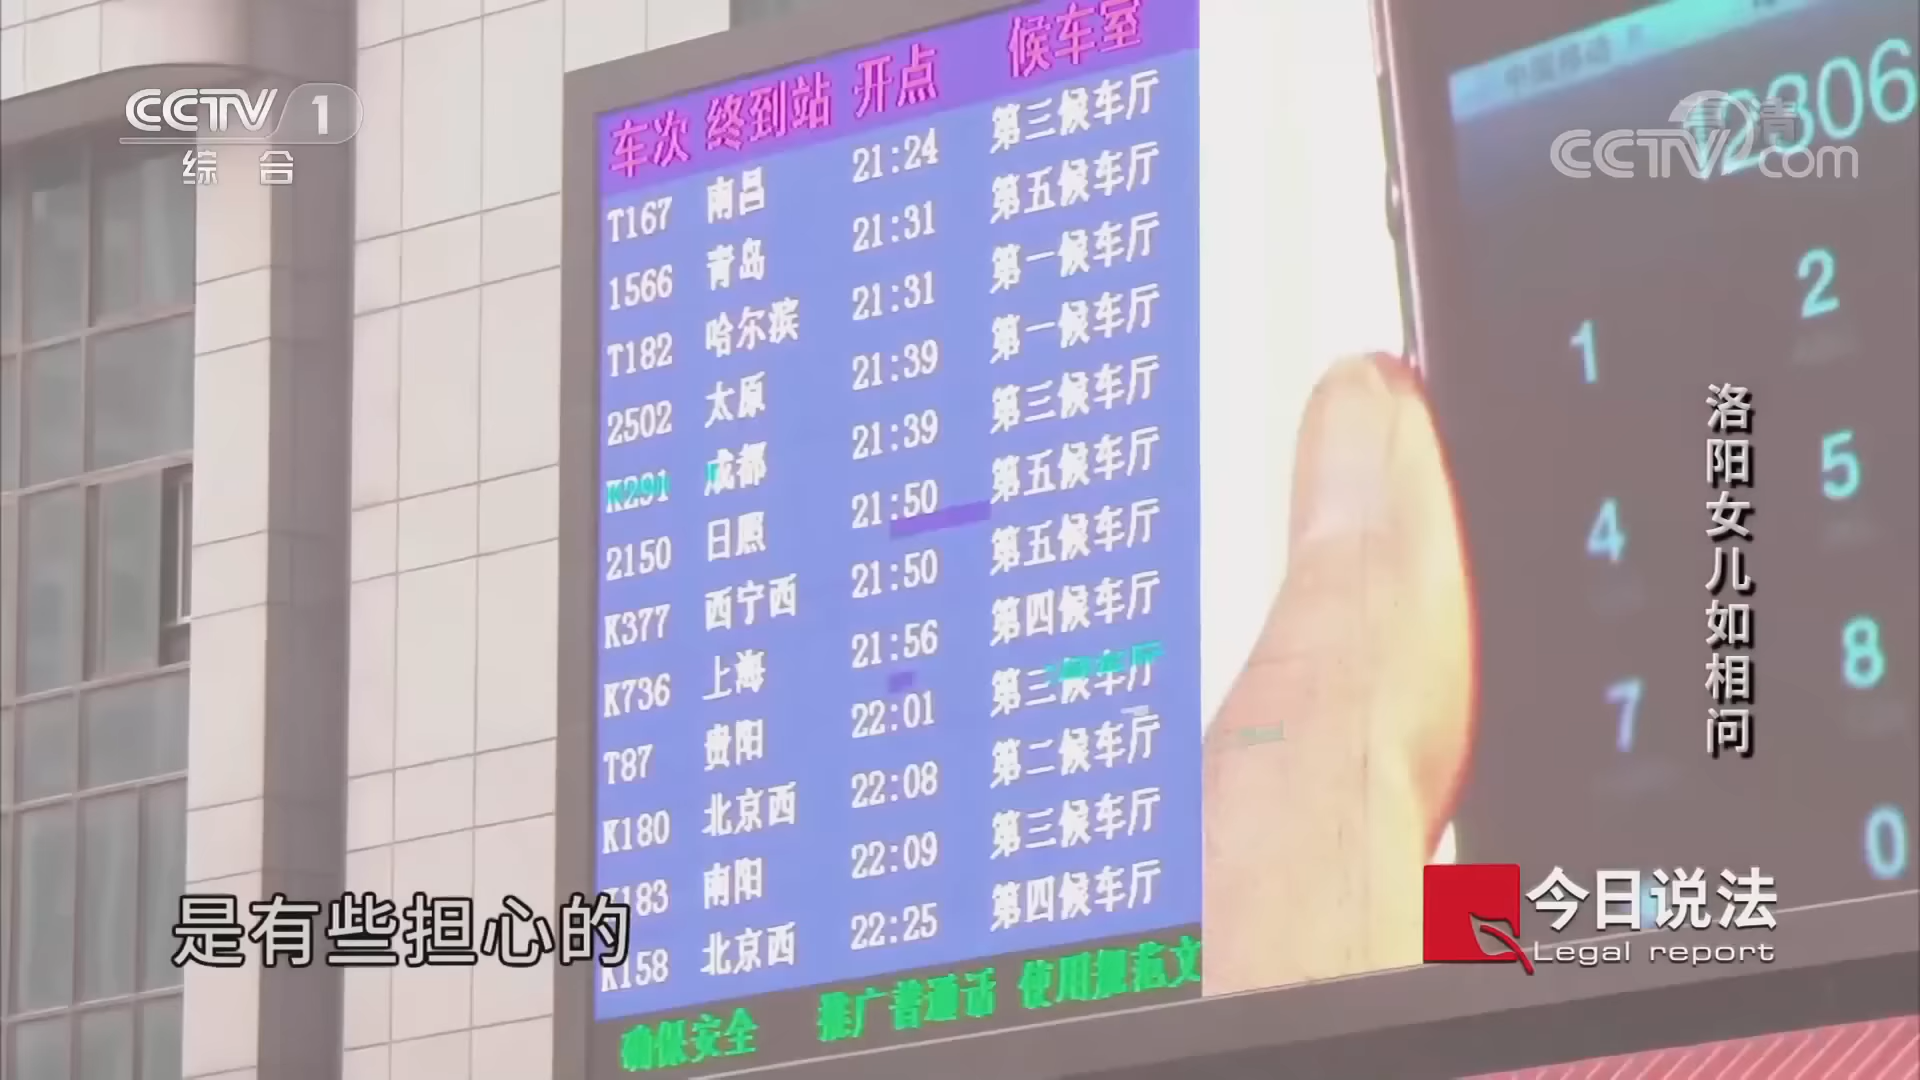 CCTV 1
综合
高清
CCTV.com
车次 终到站 开点 候车室
T167 南昌 21:24 第三候车厅
1566 青岛 21:31 第五候车厅
T182 哈尔滨 21:31 第一候车厅
2502 太原 21:39 第一候车厅
K291 成都 21:39 第三候车厅
2150 日照 21:50 第五候车厅
K377 西宁西 21:50 第五候车厅
K736 上海 21:56 第四候车厅
T87 贵阳 22:01 第三候车厅
K180 北京西 22:08 第二候车厅
183 南阳 22:09 第三候车厅
K158 北京西 22:25 第四候车厅
确保安全 推广普通话 使用规范文
中国移动
12306
1 2
4 5
7 8
0
洛阳女儿如相问
是有些担心的
今日说法
Legal report